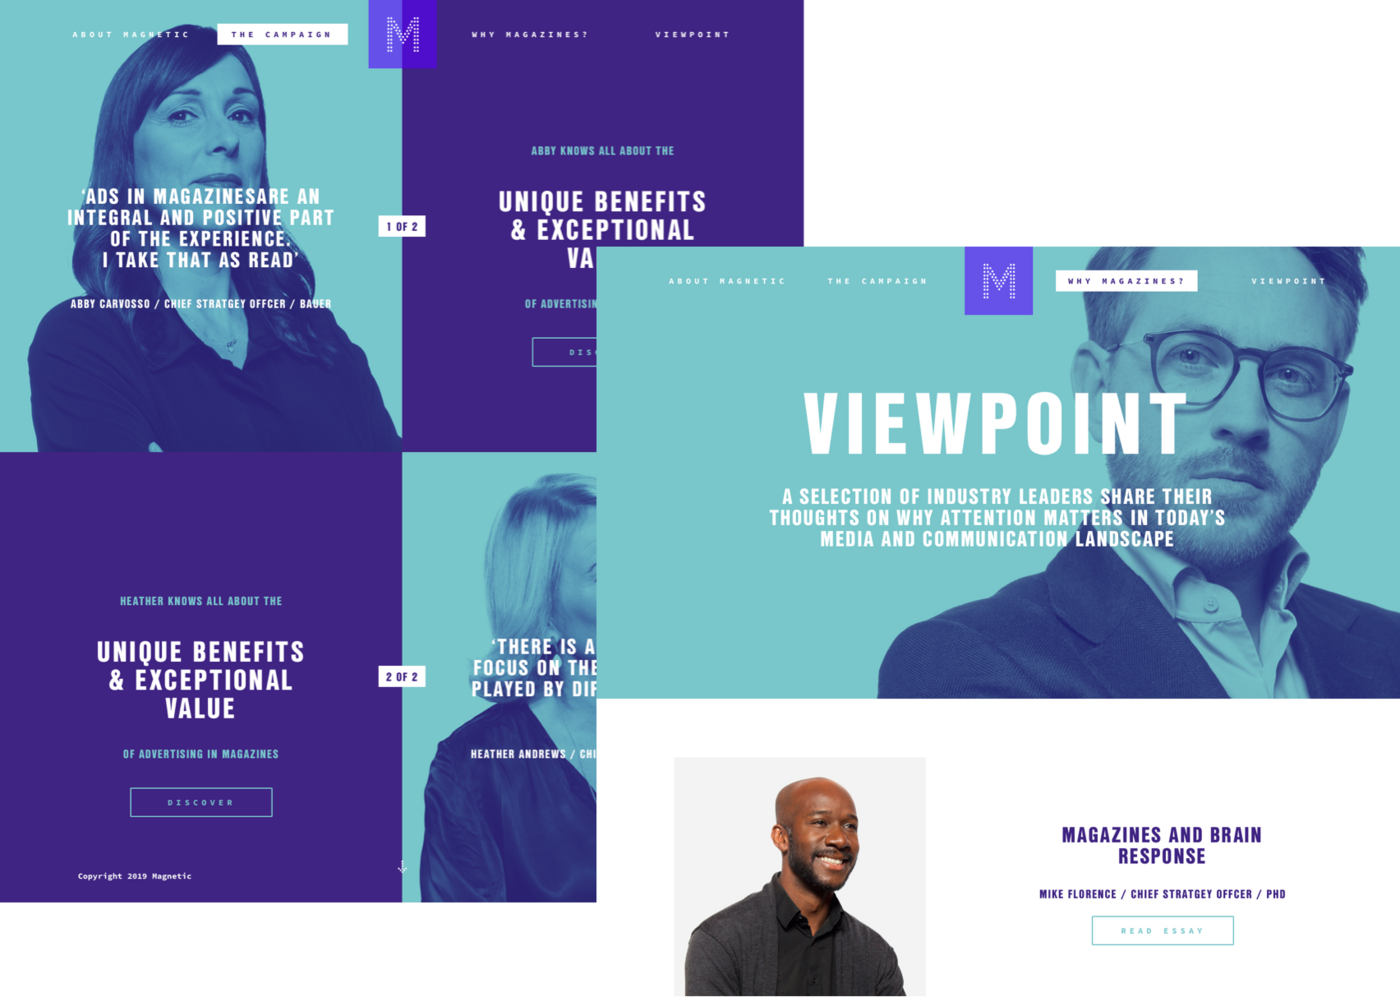 ABOUT MAGNETIC
THE CAMPAIGN
M
WHY MAGAZINES?
VIEWPOINT
‘ADS IN MAGAZINESARE AN
INTEGRAL AND POSITIVE PART
OF THE EXPERIENCE.
I TAKE THAT AS READ’
ABBY CARVOSSO / CHIEF STRATGEY OFFCER / BAUER
1 OF 2
ABBY KNOWS ALL ABOUT THE
UNIQUE BENEFITS
& EXCEPTIONAL
VA
OF ADVERTISIN
DISC
HEATHER KNOWS ALL ABOUT THE
UNIQUE BENEFITS
& EXCEPTIONAL
VALUE
OF ADVERTISING IN MAGAZINES
DISCOVER
Copyright 2019 Magnetic
2 OF 2
‘THERE IS A
FOCUS ON THE
PLAYED BY DIF
HEATHER ANDREWS / CHI
ABOUT MAGNETIC
THE CAMPAIGN
M
WHY MAGAZINES?
VIEWPOINT
VIEWPOINT
A SELECTION OF INDUSTRY LEADERS SHARE THEIR
THOUGHTS ON WHY ATTENTION MATTERS IN TODAY’S
MEDIA AND COMMUNICATION LANDSCAPE
MAGAZINES AND BRAIN
RESPONSE
MIKE FLORENCE / CHIEF STRATGEY OFFCER / PHD
READ ESSAY